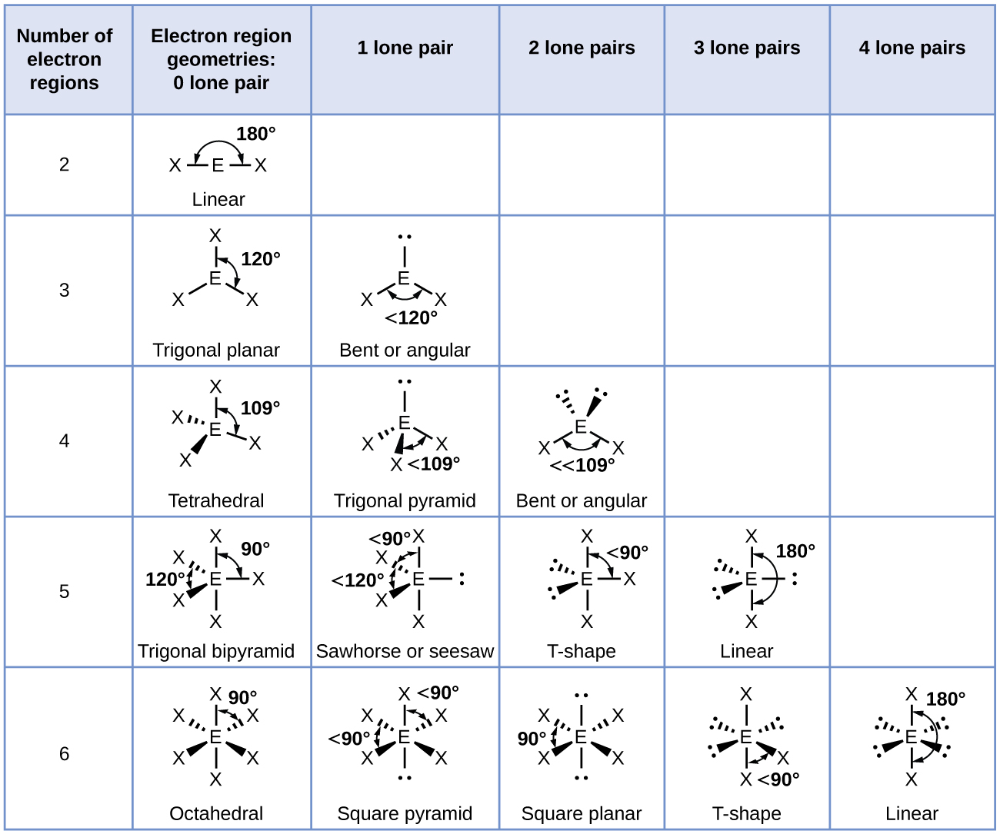 Number of
electron
regions
Electron region
geometries:
0 lone pair
1 lone pair
2 lone pairs
3 lone pairs
4 lone pairs
2
180°
X E X
Linear
3
X
120°
E
X X
Trigonal planar
E
X X
<120°
Bent or angular
4
X
109°
X
E
X
X
Tetrahedral
E
X X
X <109°
Trigonal pyramid
E
X X
<<109°
Bent or angular
5
X
90°
X
120° E X
X
X
Trigonal bipyramid
<90° X
X
<120° E
X
X
Sawhorse or seesaw
X
<90°
E X
X
T-shape
X
180°
E
X
Linear
6
X 90°
X X
E
X X
X
Octahedral
X <90°
X X
<90° E
X X
Square pyramid
X X
90° E
X X
Square planar
X
E
X
X <90°
T-shape
X 180°
E
X
Linear